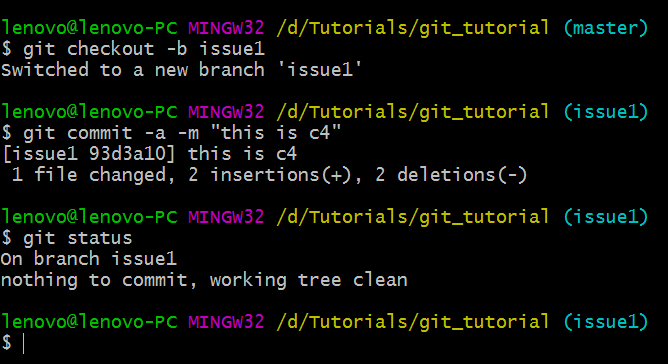 lenovo@lenovo-PC MINGW32 /d/Tutorials/git_tutorial (master)
$ git checkout -b issue1
Switched to a new branch 'issue1'
lenovo@lenovo-PC MINGW32 /d/Tutorials/git_tutorial (issue1)
$ git commit -a -m "this is c4"
[issue1 93d3a10] this is c4
 1 file changed, 2 insertions(+), 2 deletions(-)
lenovo@lenovo-PC MINGW32 /d/Tutorials/git_tutorial (issue1)
$ git status
On branch issue1
nothing to commit, working tree clean
lenovo@lenovo-PC MINGW32 /d/Tutorials/git_tutorial (issue1)
$